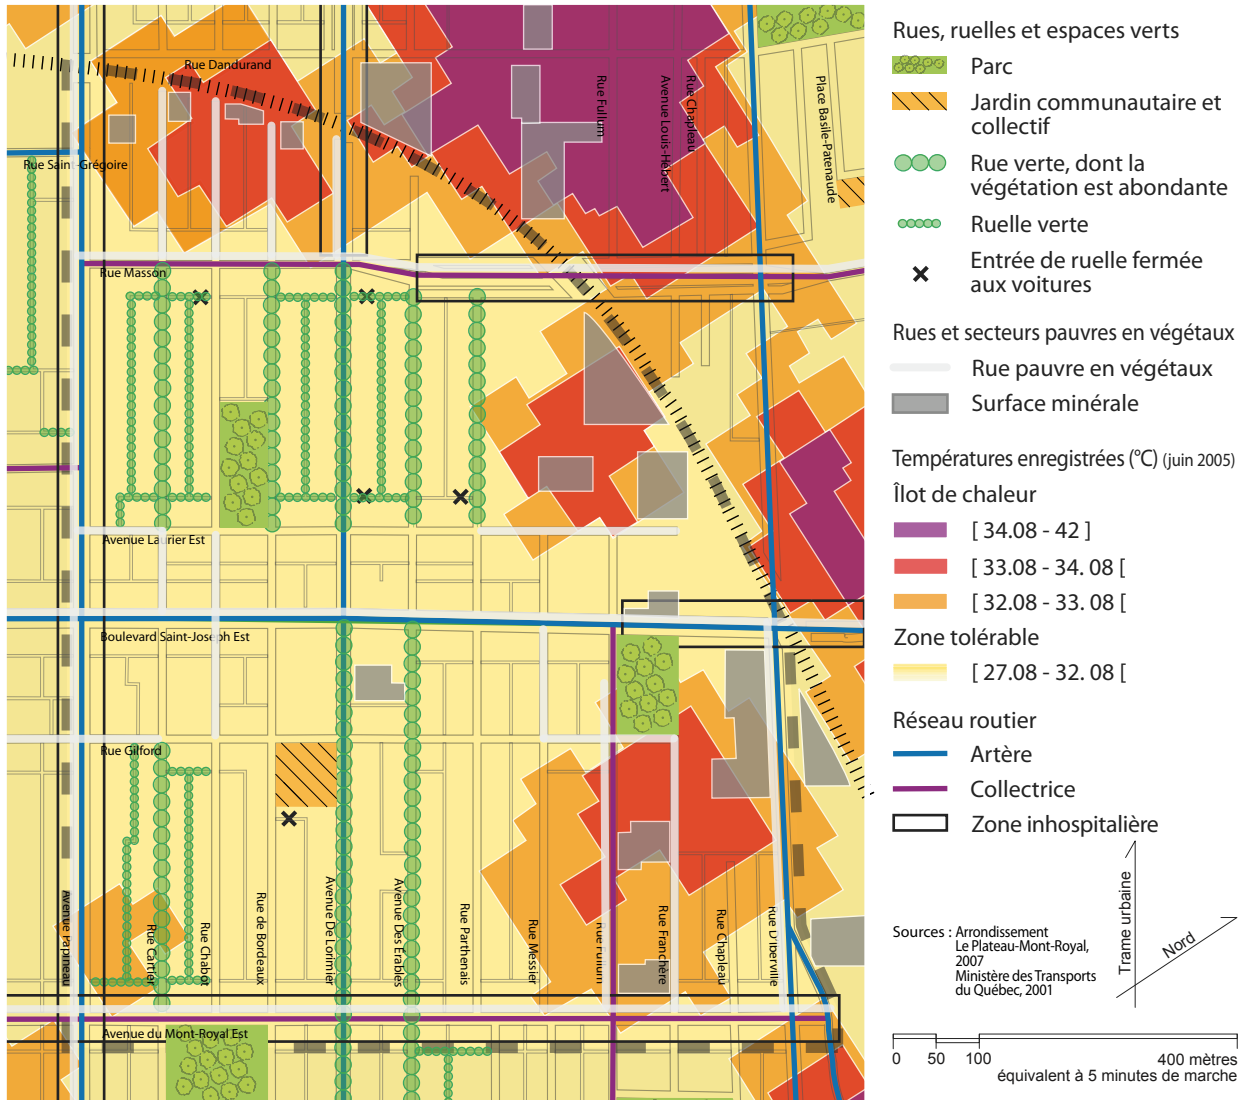 Rue Dandurand
Rue Fullum
Avenue Louis-Hébert
Rue Chapleau
Place Basile-Patenaude
Rue Saint-Grégoire
Rue Masson
Avenue Laurier Est
Boulevard Saint-Joseph Est
Rue Gilford
Avenue Papineau
Rue Cartier
Rue Chabot
Rue de Bordeaux
Avenue De Lorimier
Avenue Des Érables
Rue Parthenais
Rue Messier
Rue Fullum
Rue Franchère
Rue Chapleau
Rue D'Iberville
Avenue du Mont-Royal Est
Rues, ruelles et espaces verts
Parc
Jardin communautaire et
collectif
Rue verte, dont la
végétation est abondante
Ruelle verte
Entrée de ruelle fermée
aux voitures
Rues et secteurs pauvres en végétaux
Rue pauvre en végétaux
Surface minérale
Températures enregistrées (°C) (juin 2005)
Îlot de chaleur
[ 34.08 - 42 ]
[ 33.08 - 34. 08 [
[ 32.08 - 33. 08 [
Zone tolérable
[ 27.08 - 32. 08 [
Réseau routier
Artère
Collectrice
Zone inhospitalière
Sources : Arrondissement
Le Plateau-Mont-Royal,
2007
Ministère des Transports
du Québec, 2001
Trame urbaine
Nord
0 50 100 400 mètres
équivalent à 5 minutes de marche